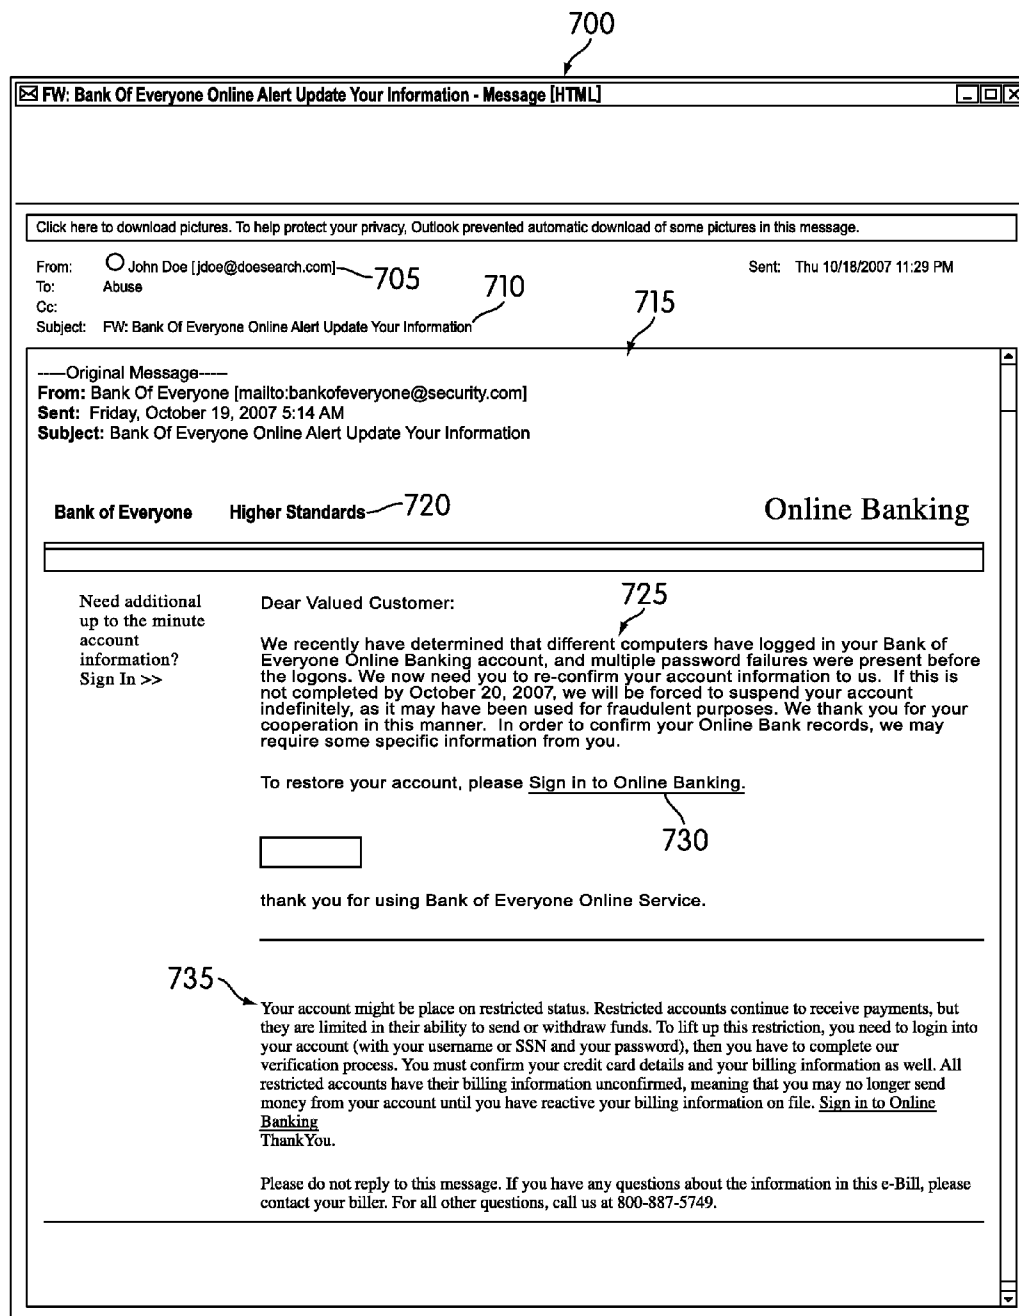 700
FW: Bank Of Everyone Online Alert Update Your Information - Message [HTML]
Click here to download pictures. To help protect your privacy, Outlook prevented automatic download of some pictures in this message.
From: John Doe [jdoe@doesearch.com] 705 Sent: Thu 10/18/2007 11:29 PM
To: Abuse
Cc:
710
Subject: FW: Bank Of Everyone Online Alert Update Your Information
715
-----Original Message-----
From: Bank Of Everyone [mailto:bankofeveryone@security.com]
Sent: Friday, October 19, 2007 5:14 AM
Subject: Bank Of Everyone Online Alert Update Your Information
Bank of Everyone Higher Standards 720 Online Banking
Need additional
up to the minute
account
information?
Sign In >>
Dear Valued Customer:
725
We recently have determined that different computers have logged in your Bank of
Everyone Online Banking account, and multiple password failures were present before
the logons. We now need you to re-confirm your account information to us. If this is
not completed by October 20, 2007, we will be forced to suspend your account
indefinitely, as it may have been used for fraudulent purposes. We thank you for your
cooperation in this manner. In order to confirm your Online Bank records, we may
require some specific information from you.
To restore your account, please Sign in to Online Banking.
730
thank you for using Bank of Everyone Online Service.
735
Your account might be place on restricted status. Restricted accounts continue to receive payments, but
they are limited in their ability to send or withdraw funds. To lift up this restriction, you need to login into
your account (with your username or SSN and your password), then you have to complete our
verification process. You must confirm your credit card details and your billing information as well. All
restricted accounts have their billing information unconfirmed, meaning that you may no longer send
money from your account until you have reactive your billing information on file. Sign in to Online
Banking
ThankYou.
Please do not reply to this message. If you have any questions about the information in this e-Bill, please
contact your biller. For all other questions, call us at 800-887-5749.